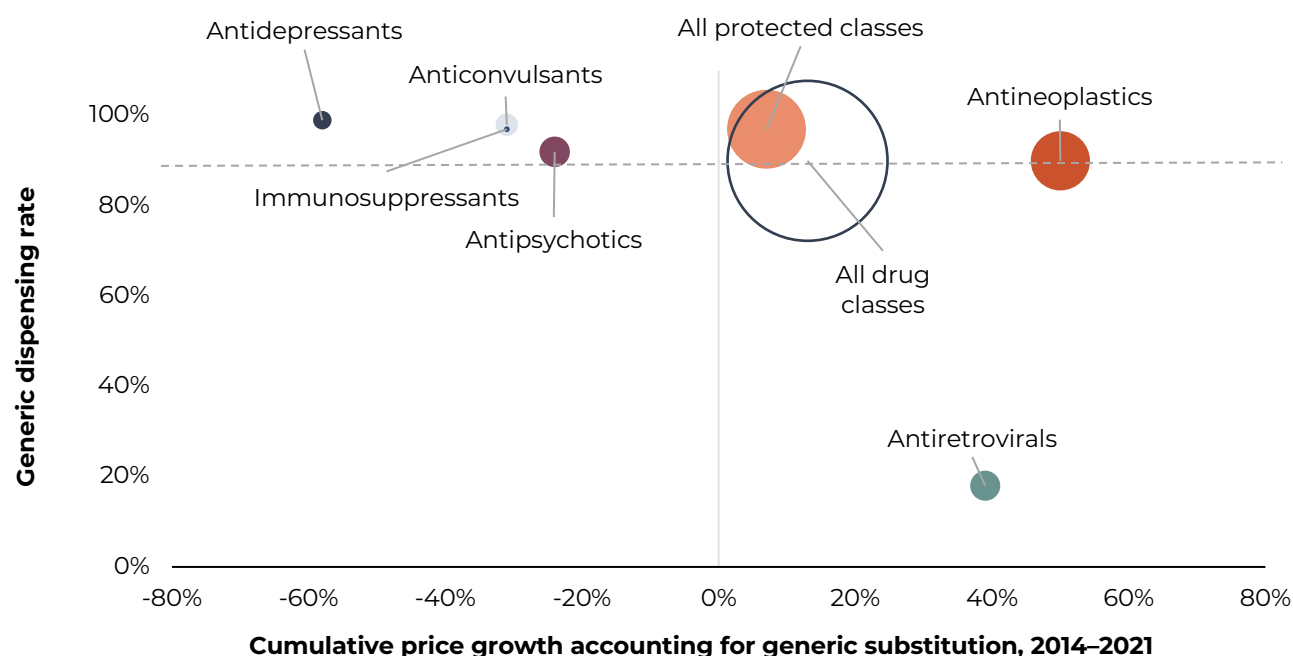 All protected classes
Antidepressants
Anticonvulsants
Antineoplastics
100%
80%
Immunosuppressants
Antipsychotics
All drug
classes
60%
40%
Antiretrovirals
20%
0%
Generic dispensing rate
-80%
-60%
-40%
-20%
0%
20%
40%
60%
80%
Cumulative price growth accounting for generic substitution, 2014–2021